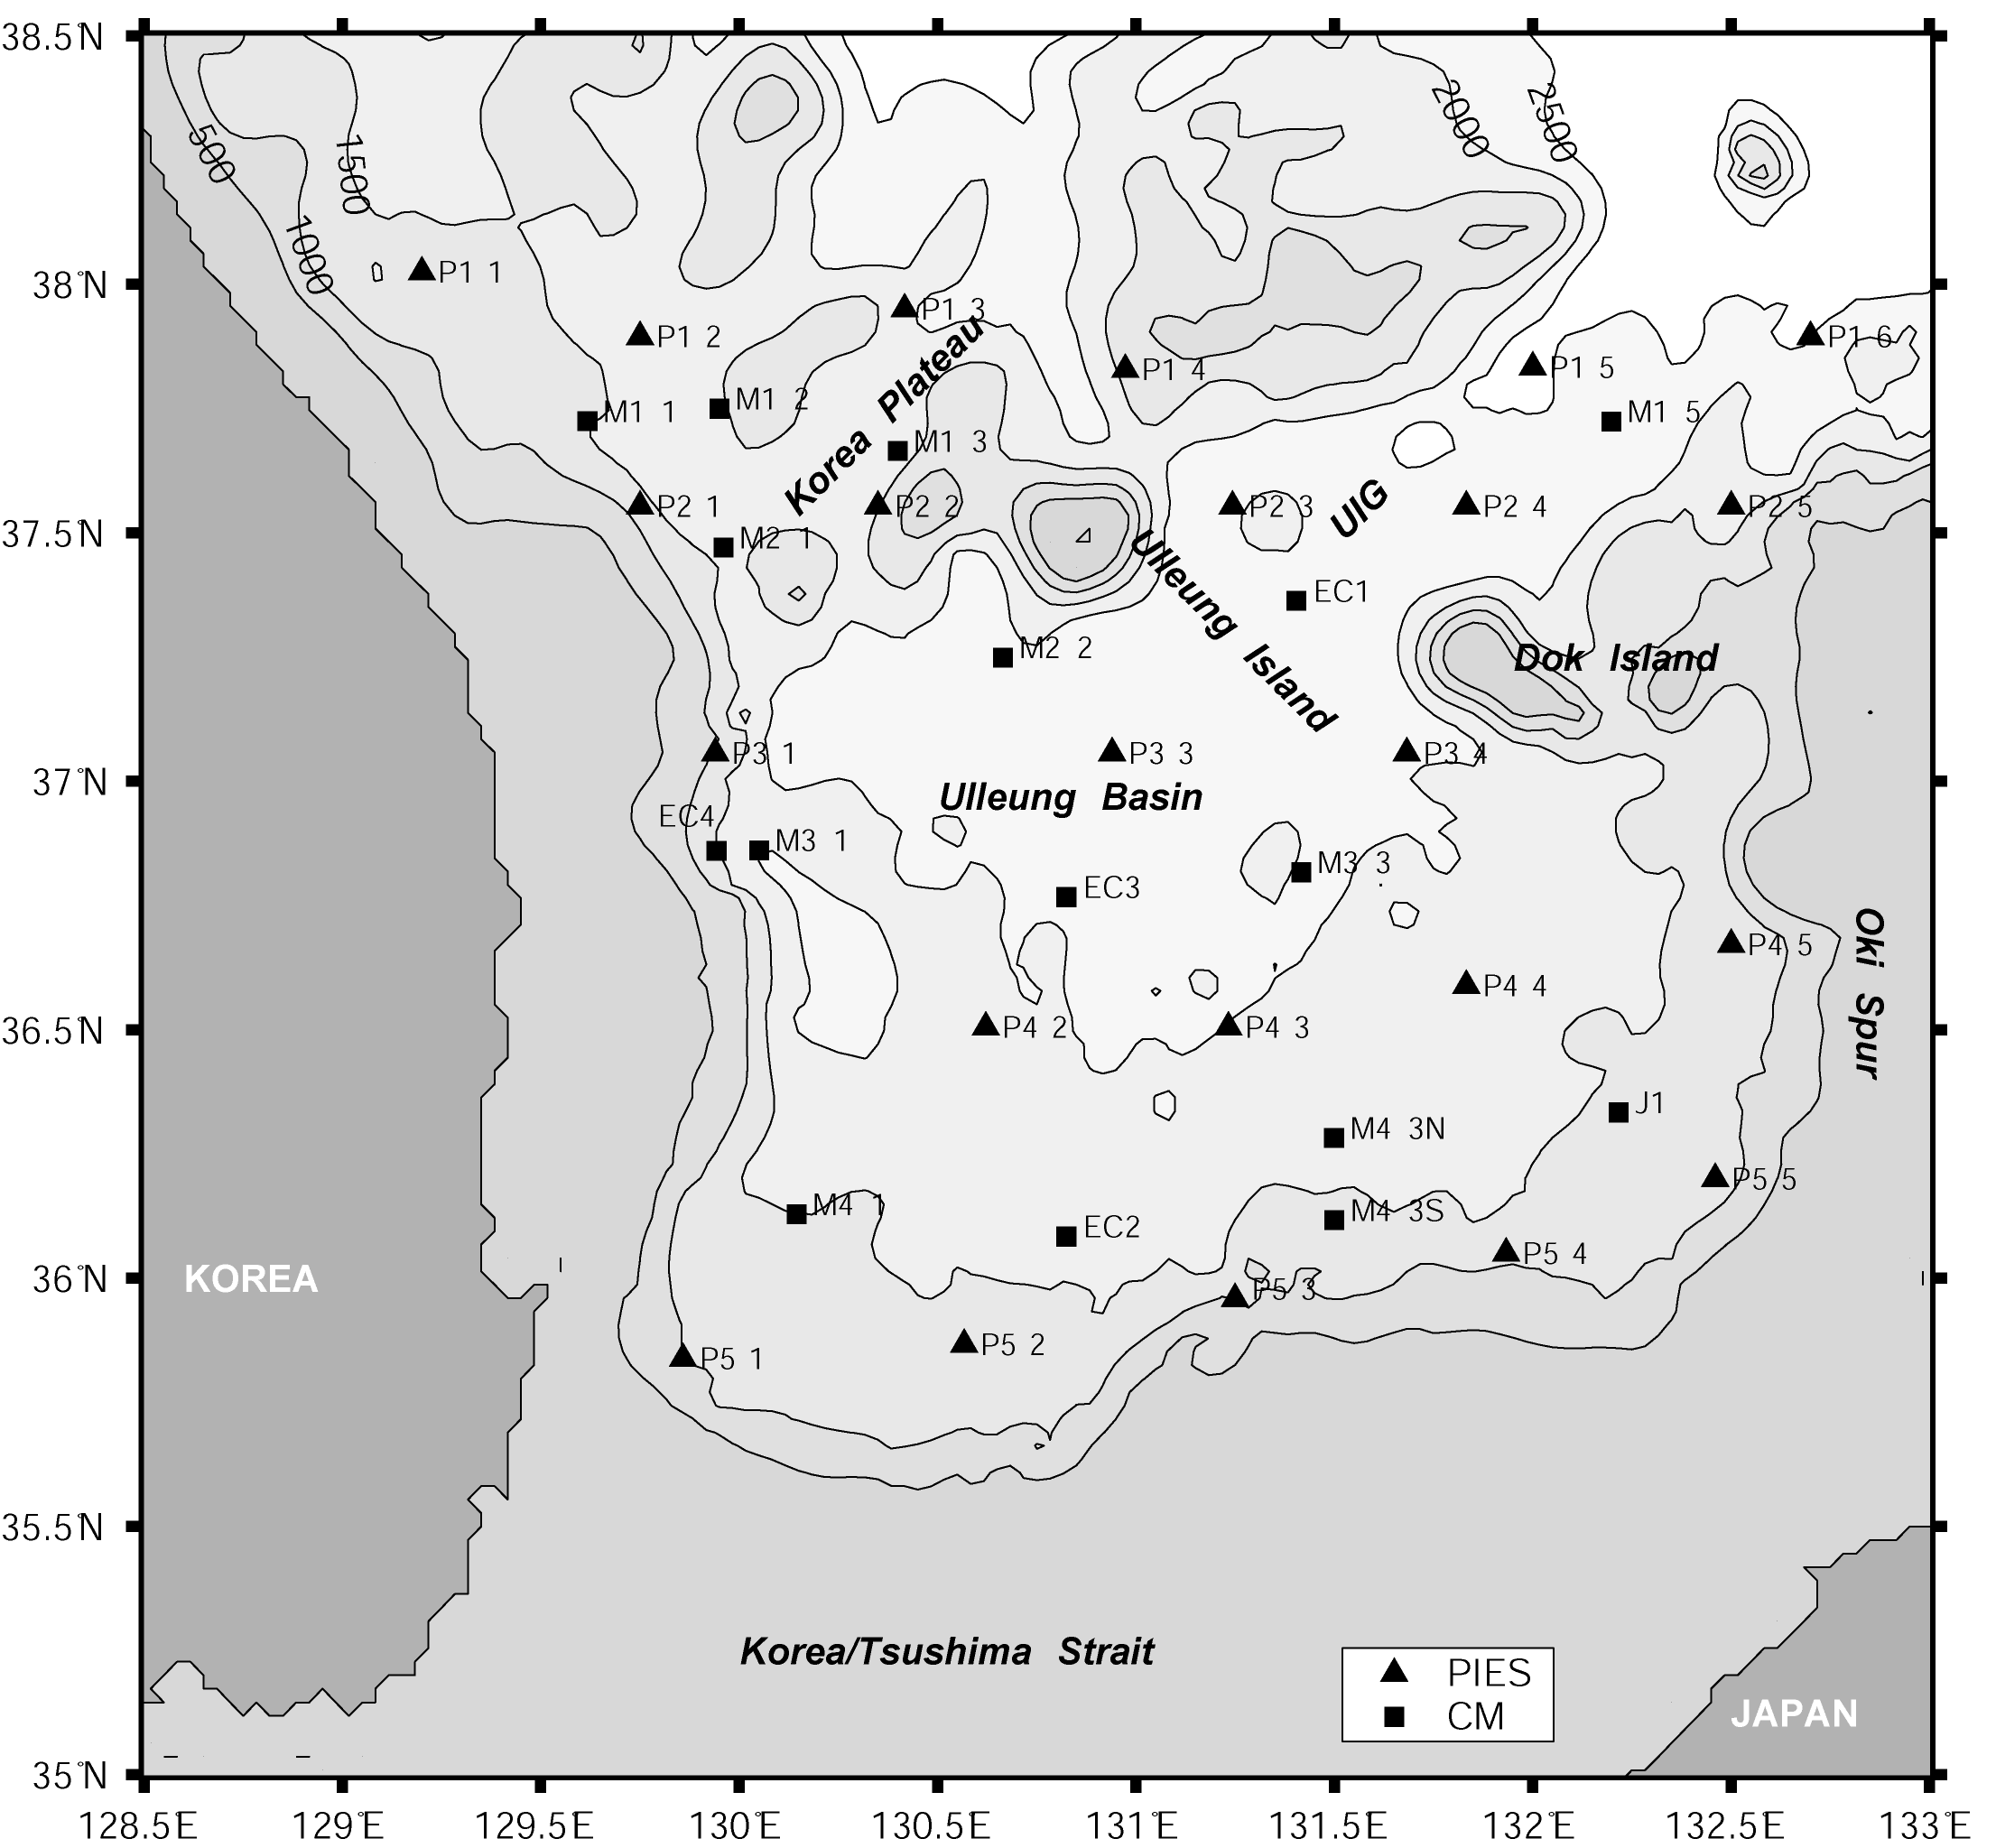 38.5°N
500
1500
1000
2000
2500
38°N
P1 1
P1 2
P1 3
P1 4
P1 5
P1 6
M1 1
M1 2
M1 3
M1 5
Korea Plateau
37.5°N
P2 1
P2 2
P2 3
P2 4
P2 5
UIG
M2 1
EC1
Ulleung Island
M2 2
Dok Island
37°N
P3 1
P3 3
P3 4
Ulleung Basin
EC4
M3 1
M3 3
EC3
Oki Spur
P4 5
P4 4
36.5°N
P4 2
P4 3
J1
M4 3N
P5 5
M4 1
M4 3S
EC2
P5 4
36°N
KOREA
P5 3
P5 2
P5 1
35.5°N
Korea/Tsushima Strait
PIES
CM
JAPAN
35°N
128.5°E 129°E 129.5°E 130°E 130.5°E 131°E 131.5°E 132°E 132.5°E 133°E